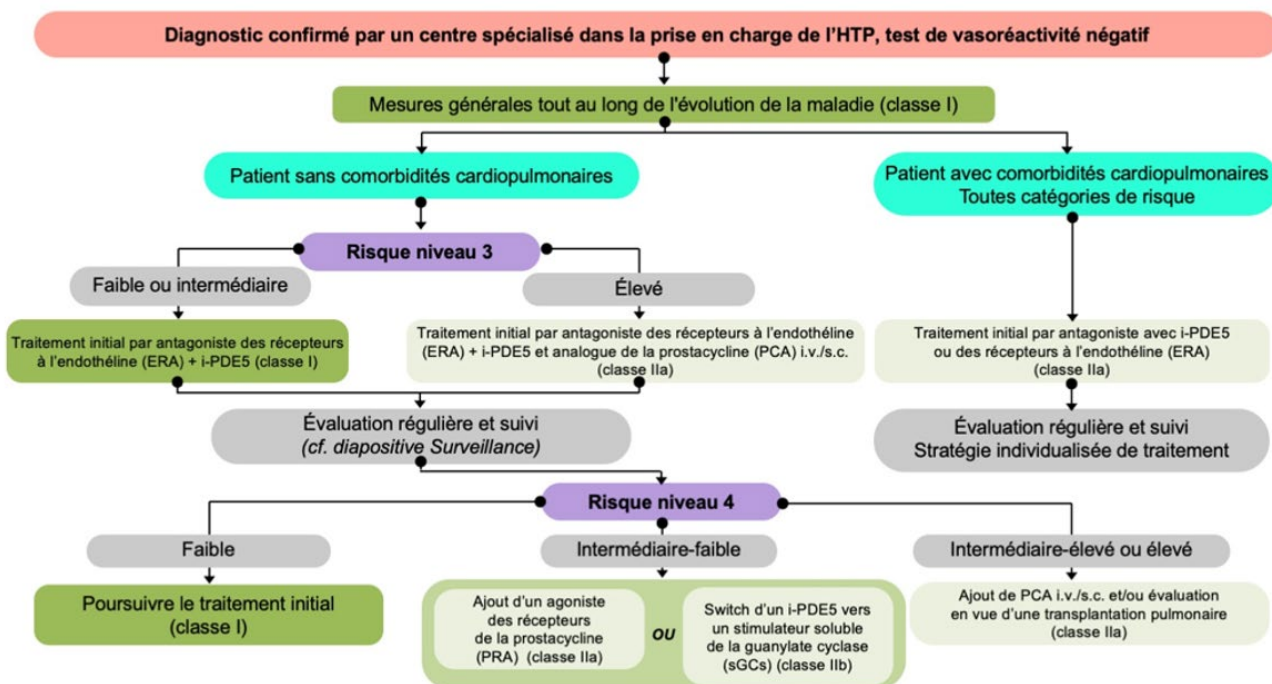 Diagnostic confirmé par un centre spécialisé dans la prise en charge de l'HTP, test de vasoréactivité négatif
Mesures générales tout au long de l'évolution de la maladie (classe I)
Patient sans comorbidités cardiopulmonaires
Patient avec comorbidités cardiopulmonaires
Toutes catégories de risque
Risque niveau 3
Faible ou intermédiaire
Élevé
Traitement initial par antagoniste des récepteurs
à l'endothéline (ERA) + i-PDE5 (classe I)
Traitement initial par antagoniste des récepteurs à l'endothéline
(ERA) + i-PDE5 et analogue de la prostacycline (PCA) i.v./s.c.
(classe IIa)
Traitement initial par antagoniste avec i-PDE5
ou des récepteurs à l'endothéline (ERA)
(classe IIa)
Évaluation régulière et suivi
(cf. diapositive Surveillance)
Évaluation régulière et suivi
Stratégie individualisée de traitement
Risque niveau 4
Faible
Intermédiaire-faible
Intermédiaire-élevé ou élevé
Poursuivre le traitement initial
(classe I)
Ajout d'un agoniste
des récepteurs
de la prostacycline
(PRA) (classe IIa)
OU
Switch d'un i-PDE5 vers
un stimulateur soluble
de la guanylate cyclase
(sGCs) (classe IIb)
Ajout de PCA i.v./s.c. et/ou évaluation
en vue d'une transplantation pulmonaire
(classe IIa)